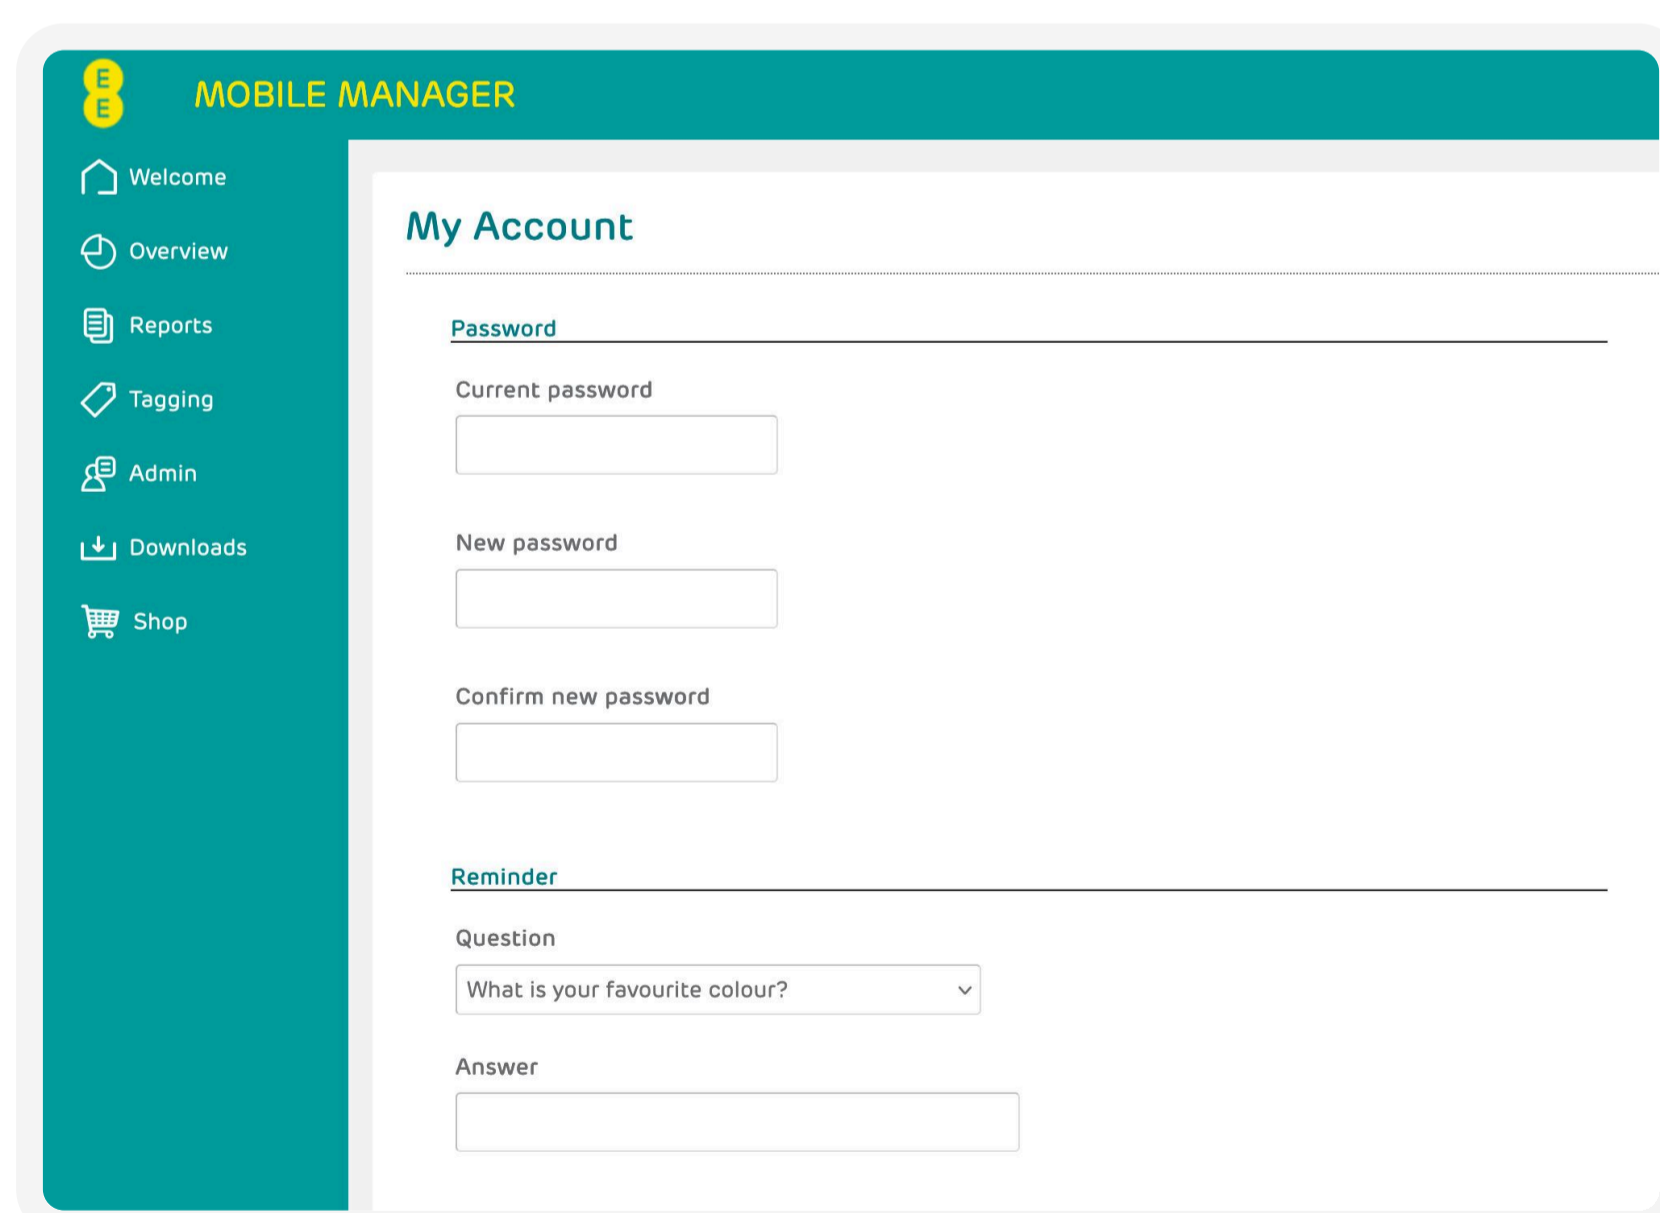 E
E
MOBILE MANAGER
Welcome
Overview
Reports
Tagging
Admin
Downloads
Shop
My Account
Password
Current password
New password
Confirm new password
Reminder
Question
What is your favourite colour?
Answer